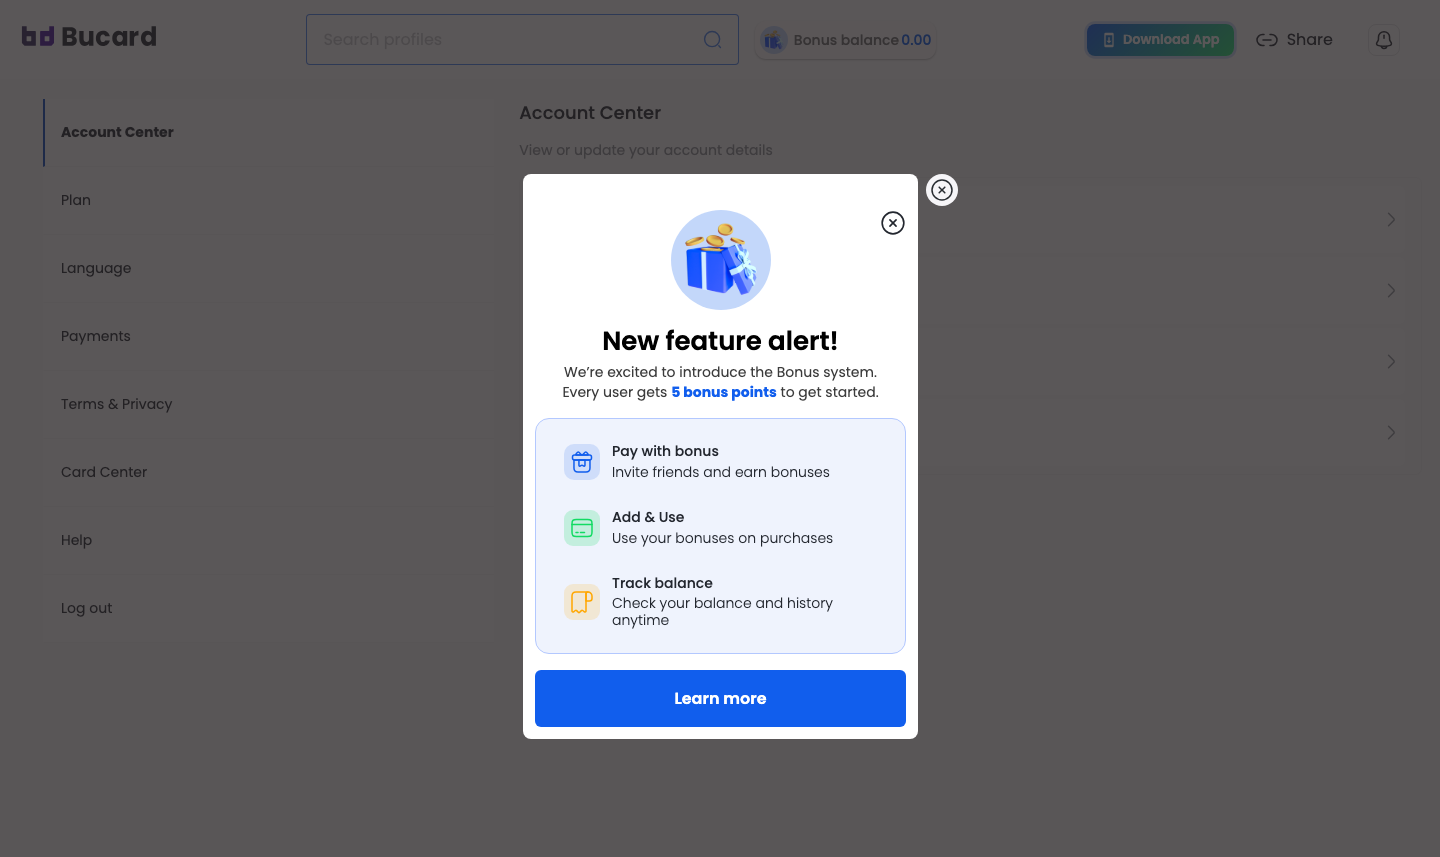 bd Bucard
Search profiles
Bonus balance 0.00
Download App
Share
Account Center
Plan
Language
Payments
Terms & Privacy
Card Center
Help
Log out
Account Center
View or update your account details
New feature alert!
We’re excited to introduce the Bonus system.
Every user gets 5 bonus points to get started.
Pay with bonus
Invite friends and earn bonuses
Add & Use
Use your bonuses on purchases
Track balance
Check your balance and history
anytime
Learn more